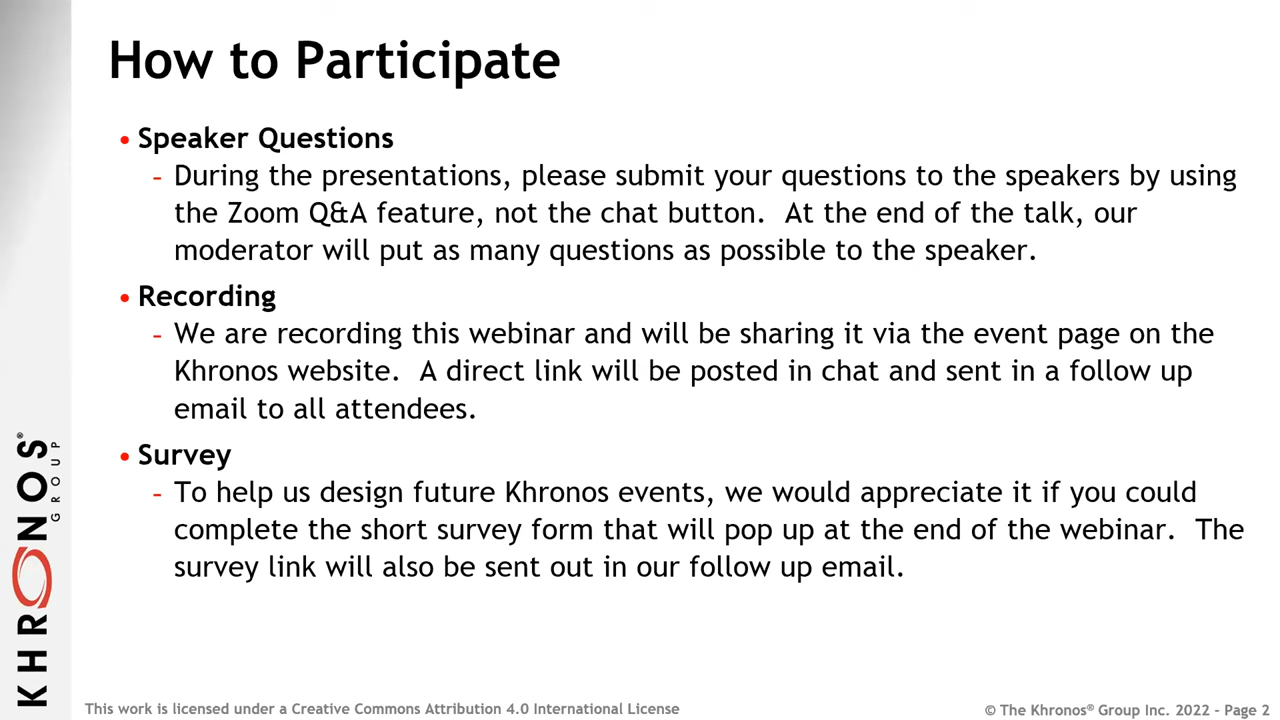 How to Participate
• Speaker Questions
- During the presentations, please submit your questions to the speakers by using
the Zoom Q&A feature, not the chat button.  At the end of the talk, our
moderator will put as many questions as possible to the speaker.
• Recording
- We are recording this webinar and will be sharing it via the event page on the
Khronos website.  A direct link will be posted in chat and sent in a follow up
email to all attendees.
• Survey
- To help us design future Khronos events, we would appreciate it if you could
complete the short survey form that will pop up at the end of the webinar.  The
survey link will also be sent out in our follow up email.
KHRONOS®
GROUP
This work is licensed under a Creative Commons Attribution 4.0 International License
© The Khronos® Group Inc. 2022 - Page 2